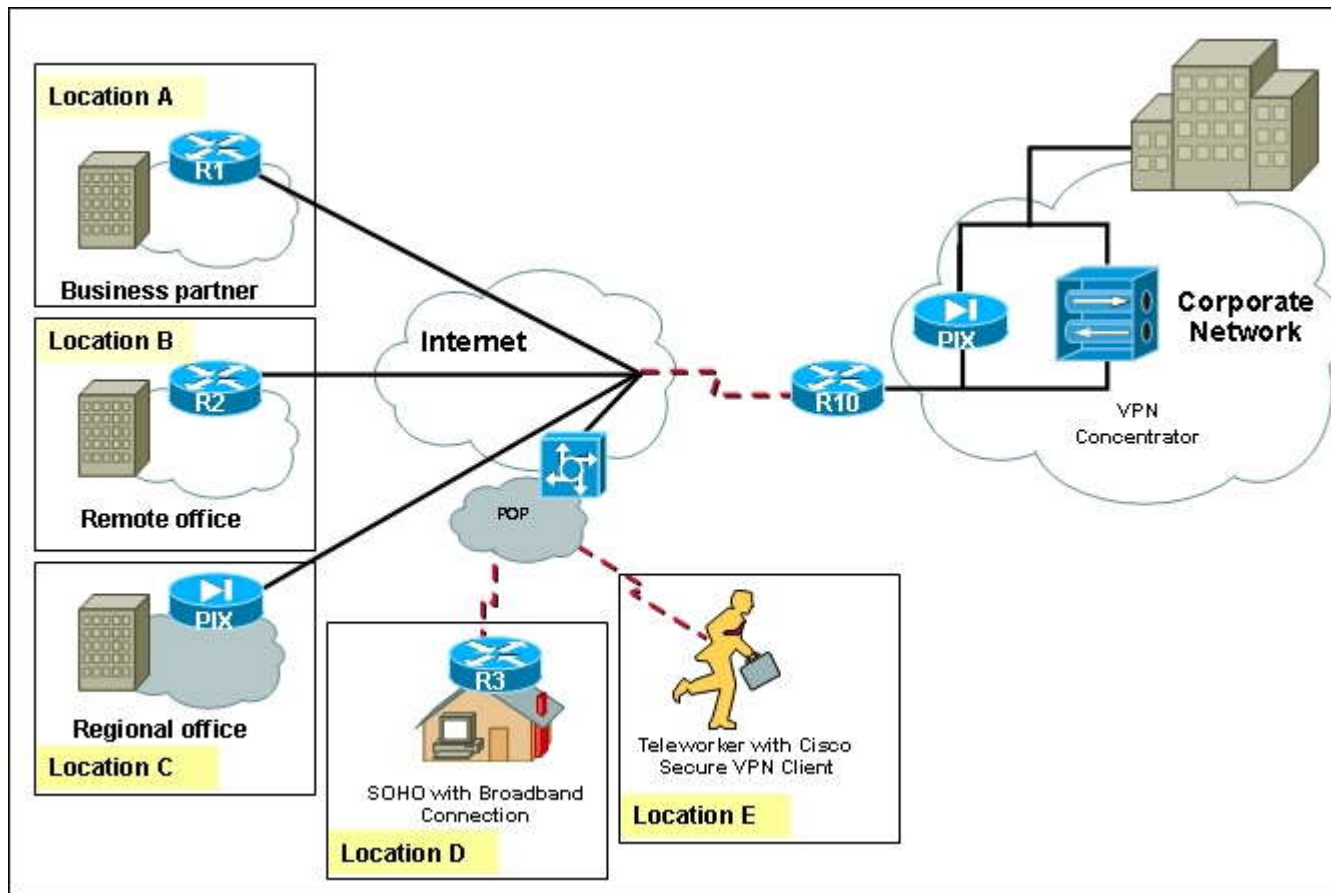 Location A
R1
Business partner
Location B
R2
Remote office
PIX
Regional office
Location C
Internet
POP
R3
SOHO with Broadband
Connection
Location D
Teleworker with Cisco
Secure VPN Client
Location E
R10
PIX
VPN
Concentrator
Corporate
Network